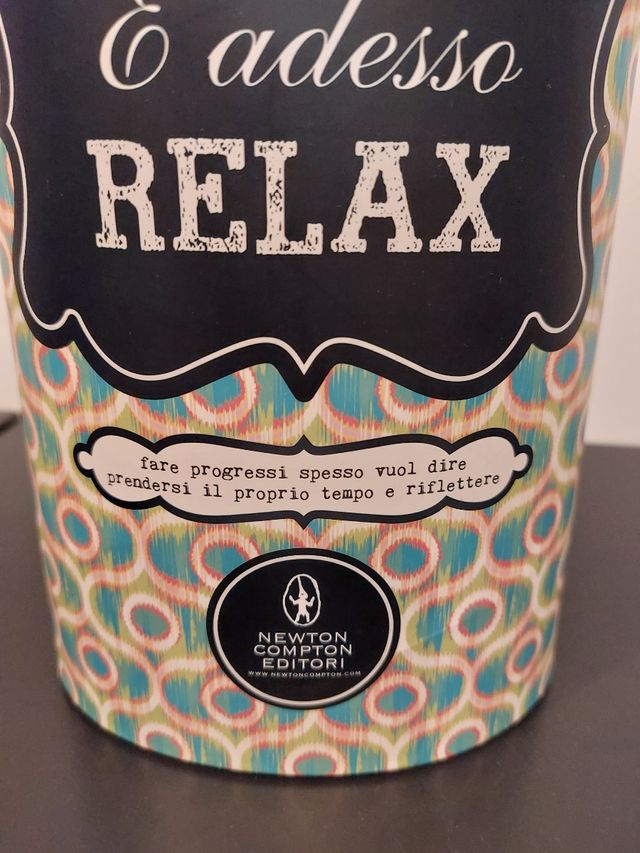 È adesso
RELAX
fare progressi spesso vuol dire
prendersi il proprio tempo e riflettere
NEWTON
COMPTON
EDITORI
WWW.NEWTONCOMPTON.COM